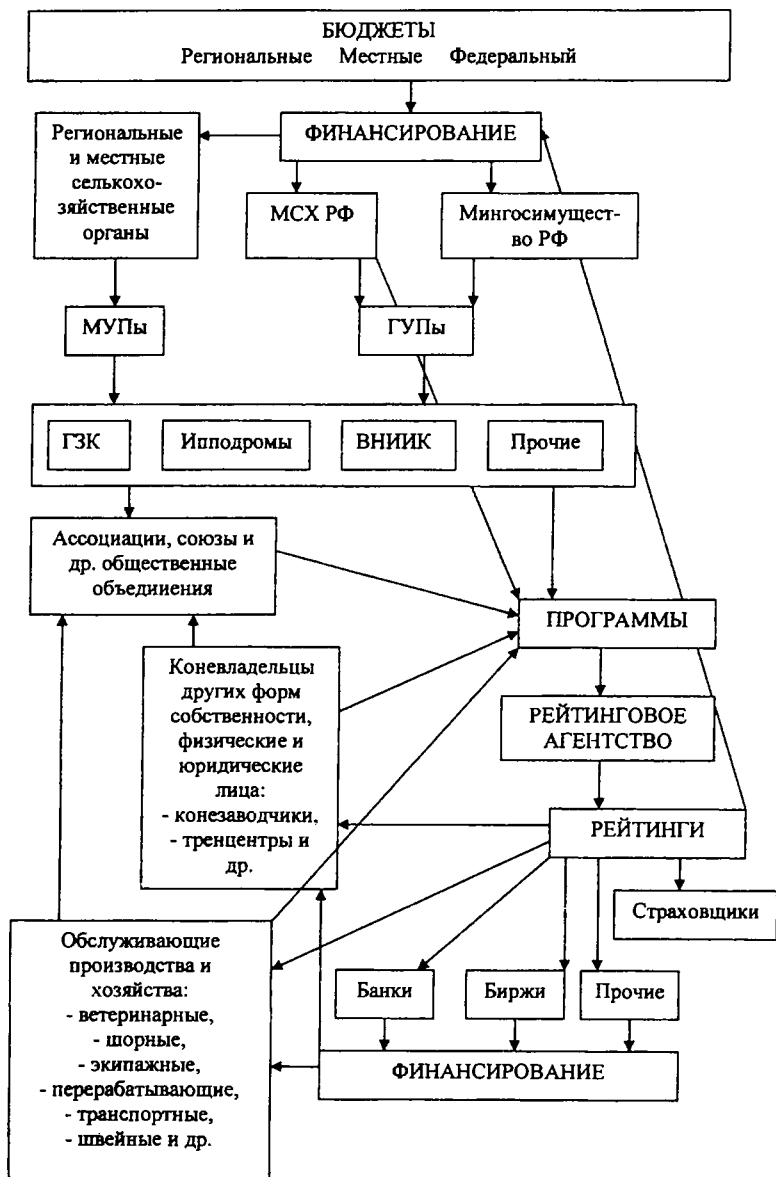 БЮДЖЕТЫ
Региональные Местные Федеральный
Региональные
и местные
селькохо-
зяйственные
органы
ФИНАНСИРОВАНИЕ
МСХ РФ
Мингосимущест-
во РФ
МУПы
ГУПы
ГЗК
Ипподромы
ВНИИК
Прочие
Ассоциации, союзы и
др. общественные
объединения
ПРОГРАММЫ
Коневладельцы
других форм
собственности,
физические и
юридические
лица:
- конезаводчики,
- тренцентры и
др.
РЕЙТИНГОВОЕ
АГЕНТСТВО
РЕЙТИНГИ
Страховщики
Обслуживающие
производства и
хозяйства:
- ветеринарные,
- шорные,
- экипажные,
- перерабатывающие,
- транспортные,
- швейные и др.
Банки
Биржи
Прочие
ФИНАНСИРОВАНИЕ